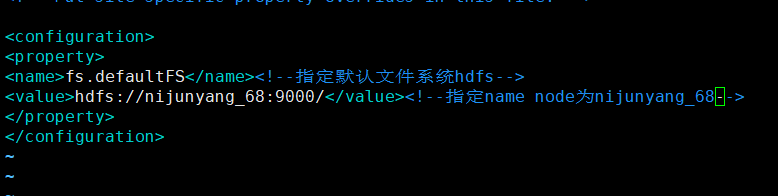 <configuration>
<property>
<name>fs.defaultFS</name><!--指定默认文件系统hdfs-->
<value>hdfs://nijunyang_68:9000/</value><!--指定name node为nijunyang_68-->
</property>
</configuration>
~
~
~